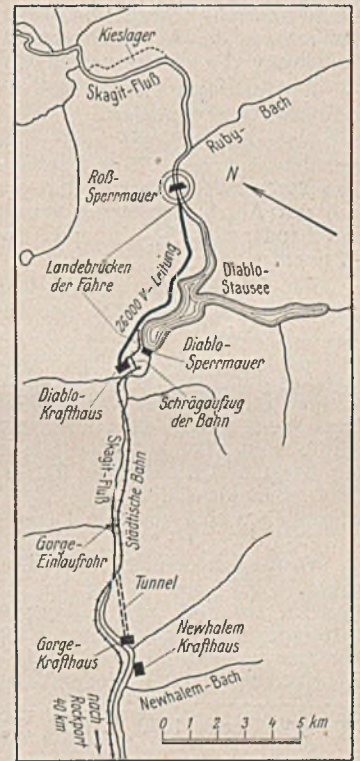 Kieslager
Skagit-Fluß
Ruby-
Bach
N
Roß-
Sperrmauer
Landebrücken
der Fähre
26000 V-Leitung
Diablo-
Stausee
Diablo-
Sperrmauer
Diablo-
Krafthaus
Schrägaufzug
der Bahn
Skagit-Fluß
Städtische Bahn
Gorge-
Einlaufrohr
Tunnel
Gorge-
Krafthaus
Newhalem
Krafthaus
Newhalem-Bach
nach
Rockport
40 km
0 1 2 3 4 5 km